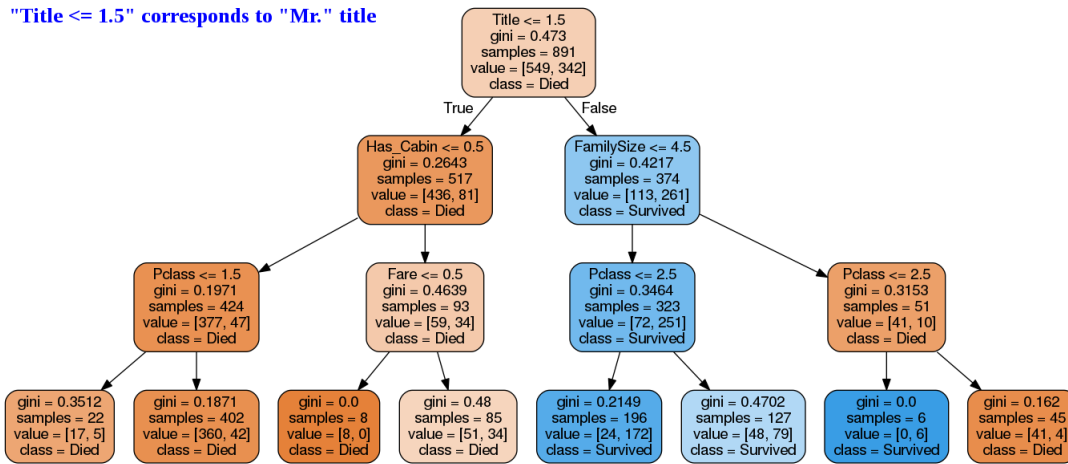 "Title <= 1.5" corresponds to "Mr." title
Title <= 1.5
gini = 0.473
samples = 891
value = [549, 342]
class = Died
True
False
Has_Cabin <= 0.5
gini = 0.2643
samples = 517
value = [436, 81]
class = Died
FamilySize <= 4.5
gini = 0.4217
samples = 374
value = [113, 261]
class = Survived
Pclass <= 1.5
gini = 0.1971
samples = 424
value = [377, 47]
class = Died
Fare <= 0.5
gini = 0.4639
samples = 93
value = [59, 34]
class = Died
Pclass <= 2.5
gini = 0.3464
samples = 323
value = [72, 251]
class = Survived
Pclass <= 2.5
gini = 0.3153
samples = 51
value = [41, 10]
class = Died
gini = 0.3512
samples = 22
value = [17, 5]
class = Died
gini = 0.1871
samples = 402
value = [360, 42]
class = Died
gini = 0.0
samples = 8
value = [8, 0]
class = Died
gini = 0.48
samples = 85
value = [51, 34]
class = Died
gini = 0.2149
samples = 196
value = [24, 172]
class = Survived
gini = 0.4702
samples = 127
value = [48, 79]
class = Survived
gini = 0.0
samples = 6
value = [0, 6]
class = Survived
gini = 0.162
samples = 45
value = [41, 4]
class = Died